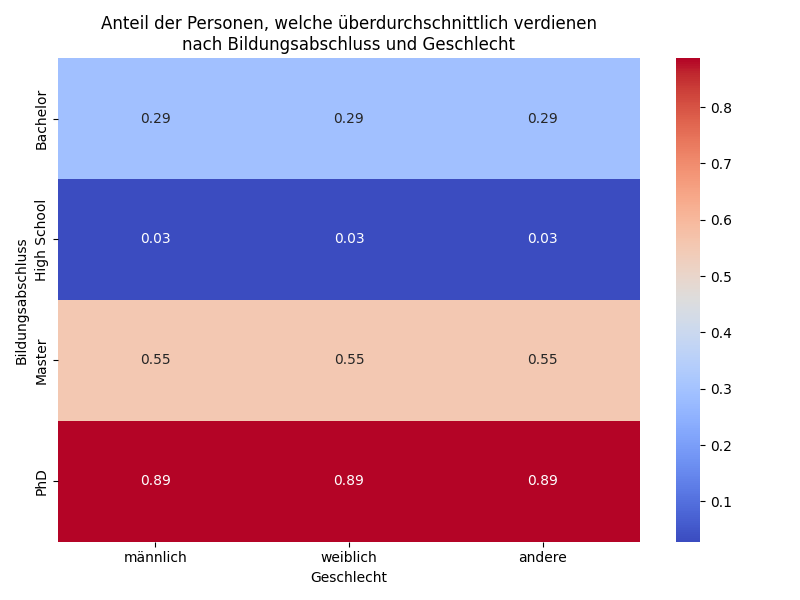 Anteil der Personen, welche überdurchschnittlich verdienen
nach Bildungsabschluss und Geschlecht
Bildungsabschluss
Bachelor
0.29 0.29 0.29
High School
0.03 0.03 0.03
Master
0.55 0.55 0.55
PhD
0.89 0.89 0.89
männlich weiblich andere
Geschlecht
0.8
0.7
0.6
0.5
0.4
0.3
0.2
0.1